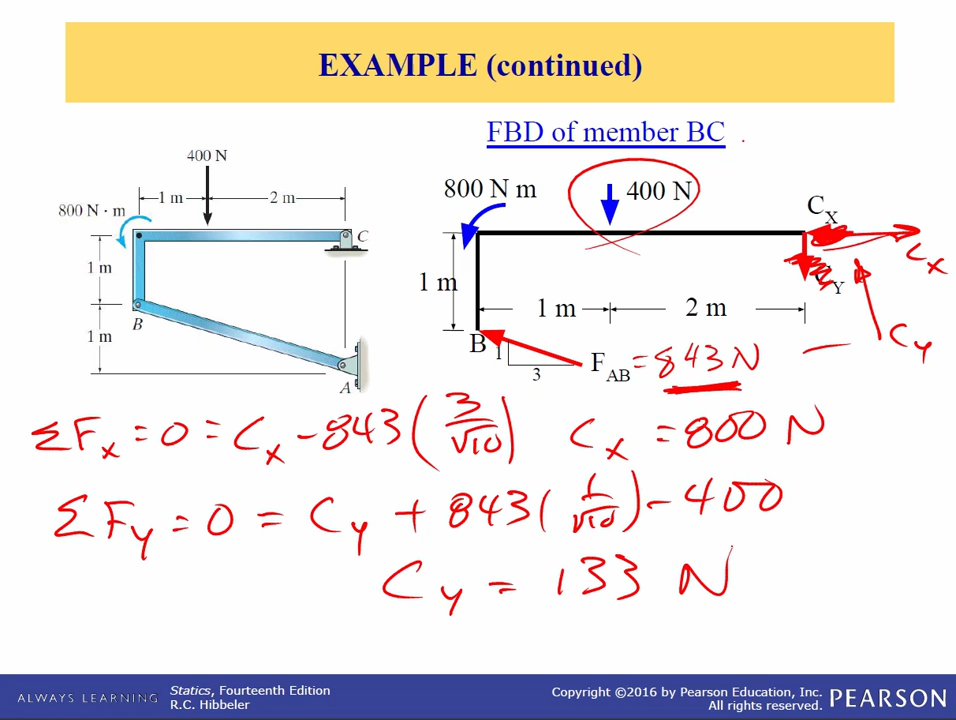 EXAMPLE (continued)
FBD of member BC
400 N
1 m
2 m
800 N · m
C
1 m
B
1 m
A
800 N m
400 N
C_X
C_X
C_Y
1 m
1 m
2 m
C_Y
B
1
3
F_AB = 843 N
ΣF_x = 0 = C_x - 843 (3/√10) C_x = 800 N
ΣF_y = 0 = C_y + 843 (1/√10) - 400
C_y = 133 N
ALWAYS LEARNING
Statics, Fourteenth Edition
R.C. Hibbeler
Copyright ©2016 by Pearson Education, Inc.
All rights reserved.
PEARSON